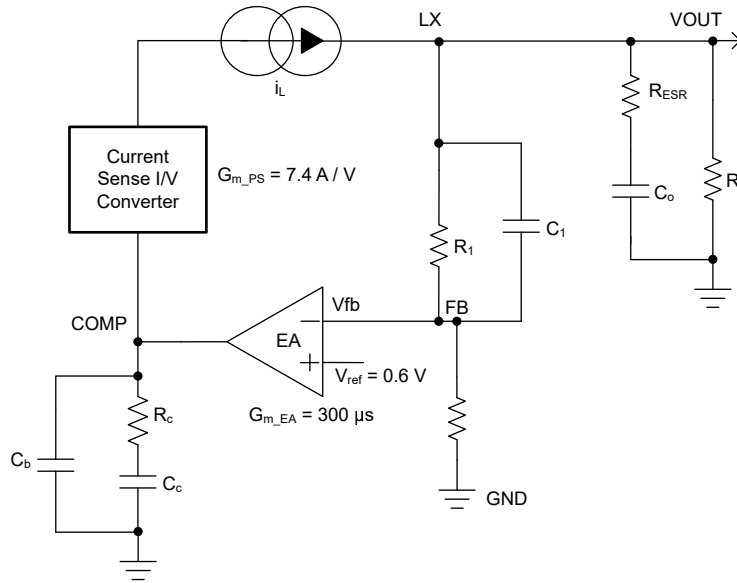 LX
VOUT
iL
RESR
Current
Sense I/V
Converter
Gm_PS = 7.4 A / V
Co
R
C1
R1
Vfb
FB
COMP
EA
Vref = 0.6 V
Rc
Gm_EA = 300 µs
Cb
Cc
GND